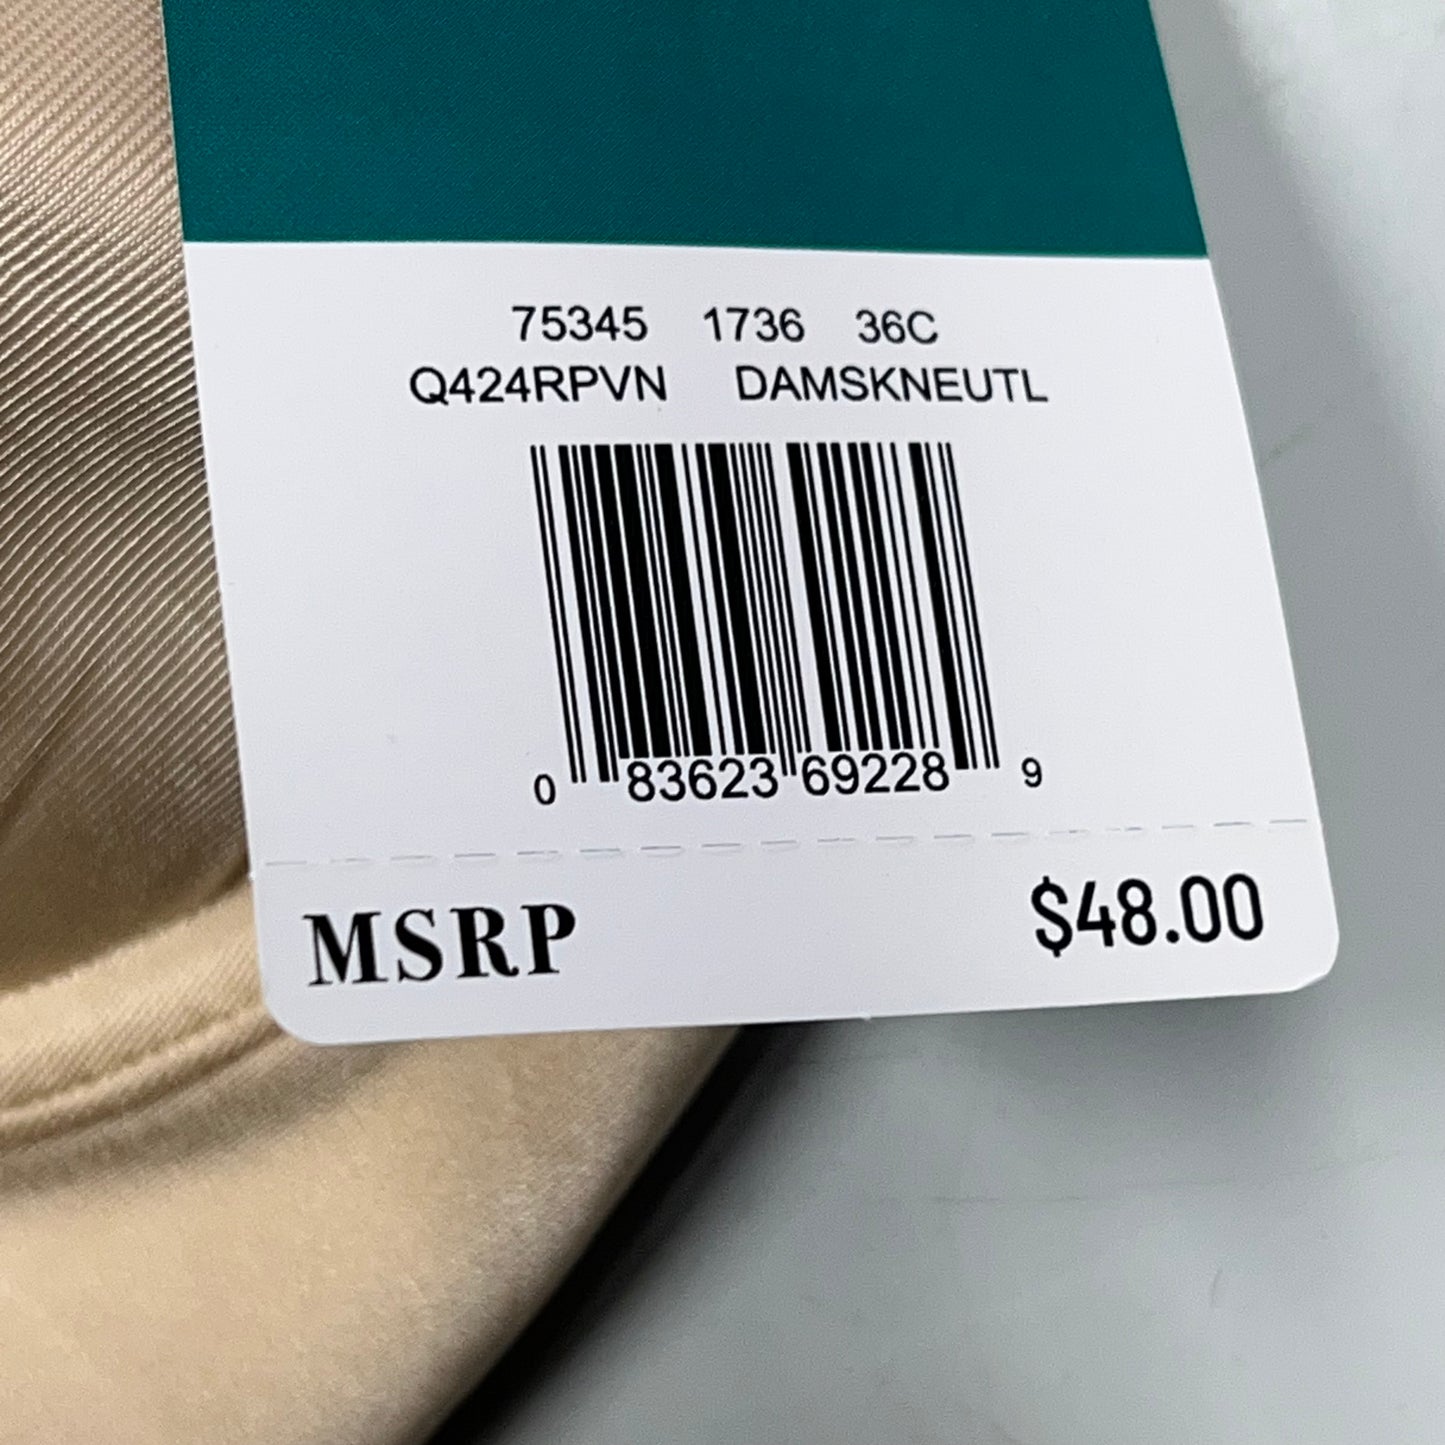 75345 1736 36C
Q424RPVN DAMSKNEUTL
0 83623 69228 9
MSRP $48.00